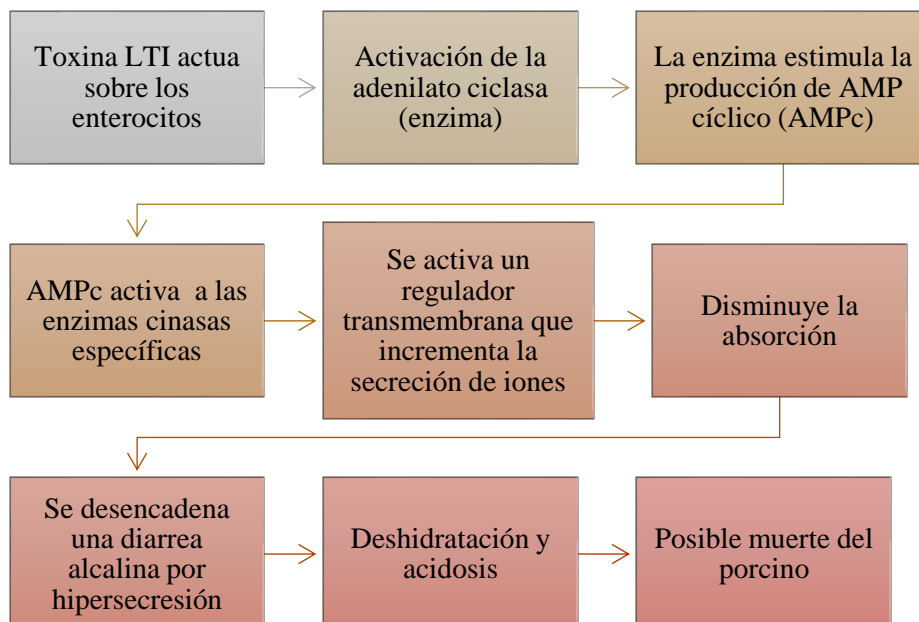 Toxina LTI actua
sobre los
enterocitos
Activación de la
adenilato ciclasa
(enzima)
La enzima estimula la
producción de AMP
cíclico (AMPc)
AMPc activa  a las
enzimas cinasas
específicas
Se activa un
regulador
transmembrana que
incrementa la
secreción de iones
Disminuye la
absorción
Se desencadena
una diarrea
alcalina por
hipersecresión
Deshidratación y
acidosis
Posible muerte del
porcino